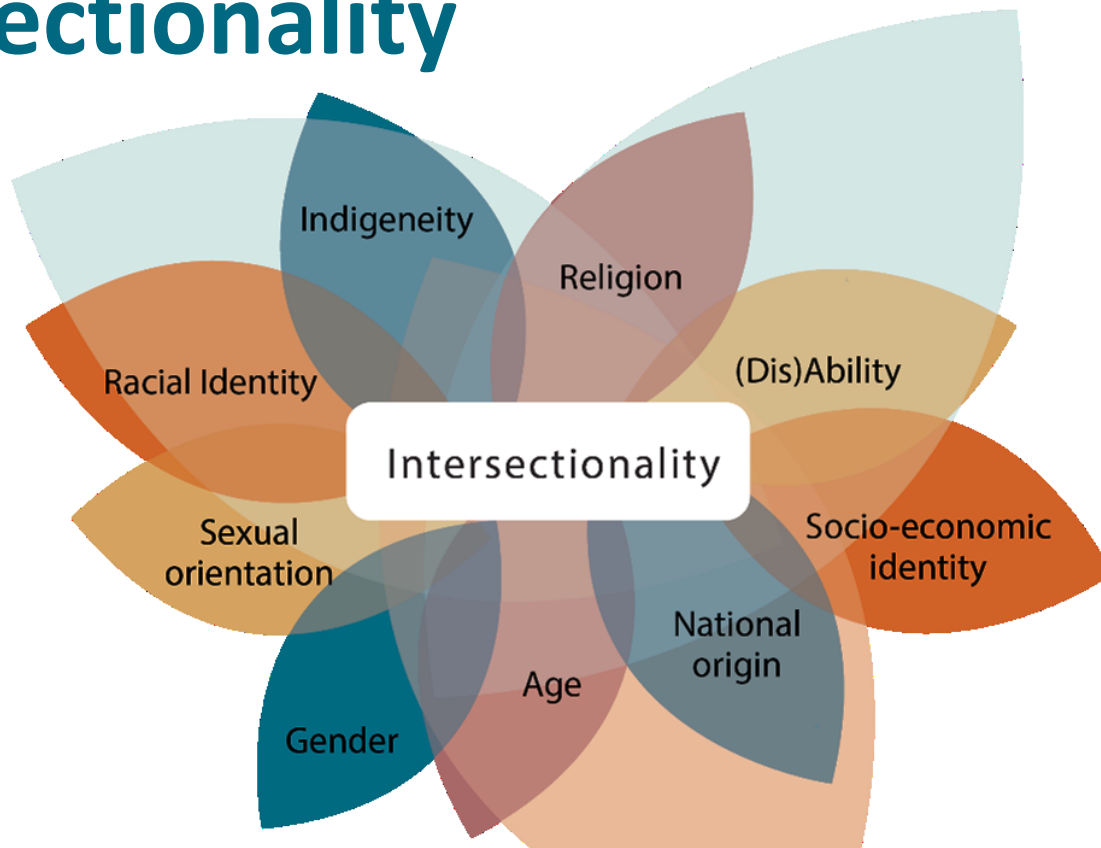 ectionality
Indigeneity
Religion
(Dis)Ability
Racial Identity
Intersectionality
Sexual
orientation
Socio-economic
identity
National
origin
Age
Gender